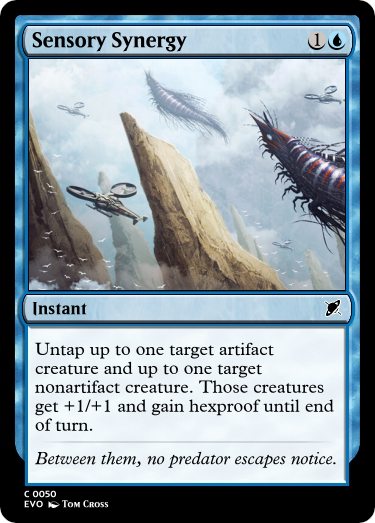 Sensory Synergy 1
Instant
Untap up to one target artifact
creature and up to one target
nonartifact creature. Those creatures
get +1/+1 and gain hexproof until end
of turn.
Between them, no predator escapes notice.
C 0050
EVO Tom Cross